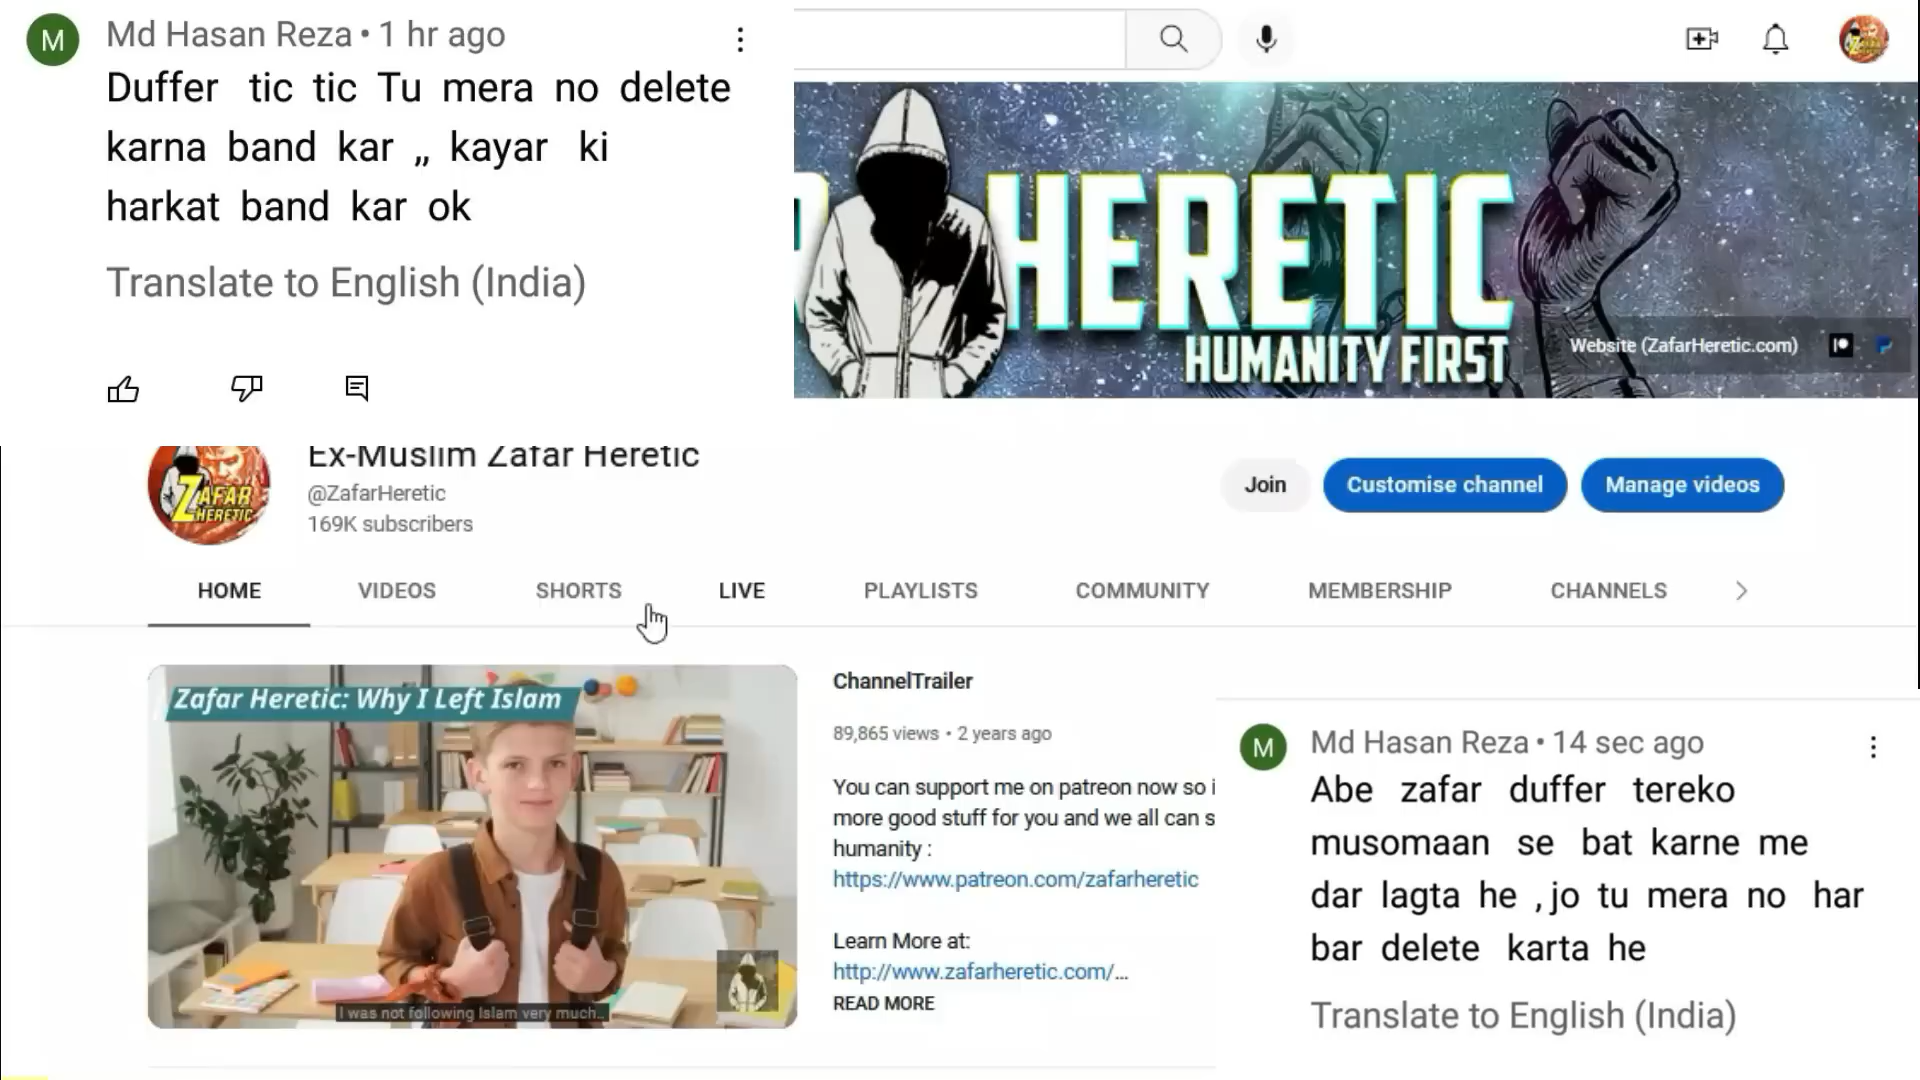 M
Md Hasan Reza • 1 hr ago
Duffer tic tic Tu mera no delete
karna band kar ,, kayar ki
harkat band kar ok
Translate to English (India)
HERETIC
HUMANITY FIRST
Website (ZafarHeretic.com)
Ex-Muslim Zafar Heretic
@ZafarHeretic
169K subscribers
ZAFAR
HERETIC
Join
Customise channel
Manage videos
HOME
VIDEOS
SHORTS
LIVE
PLAYLISTS
COMMUNITY
MEMBERSHIP
CHANNELS
Zafar Heretic: Why I Left Islam
I was not following Islam very much..
ChannelTrailer
89,865 views • 2 years ago
You can support me on patreon now so i
more good stuff for you and we all can s
humanity :
https://www.patreon.com/zafarheretic
Learn More at:
http://www.zafarheretic.com/...
READ MORE
M
Md Hasan Reza • 14 sec ago
Abe zafar duffer tereko
musomaan se bat karne me
dar lagta he , jo tu mera no har
bar delete karta he
Translate to English (India)